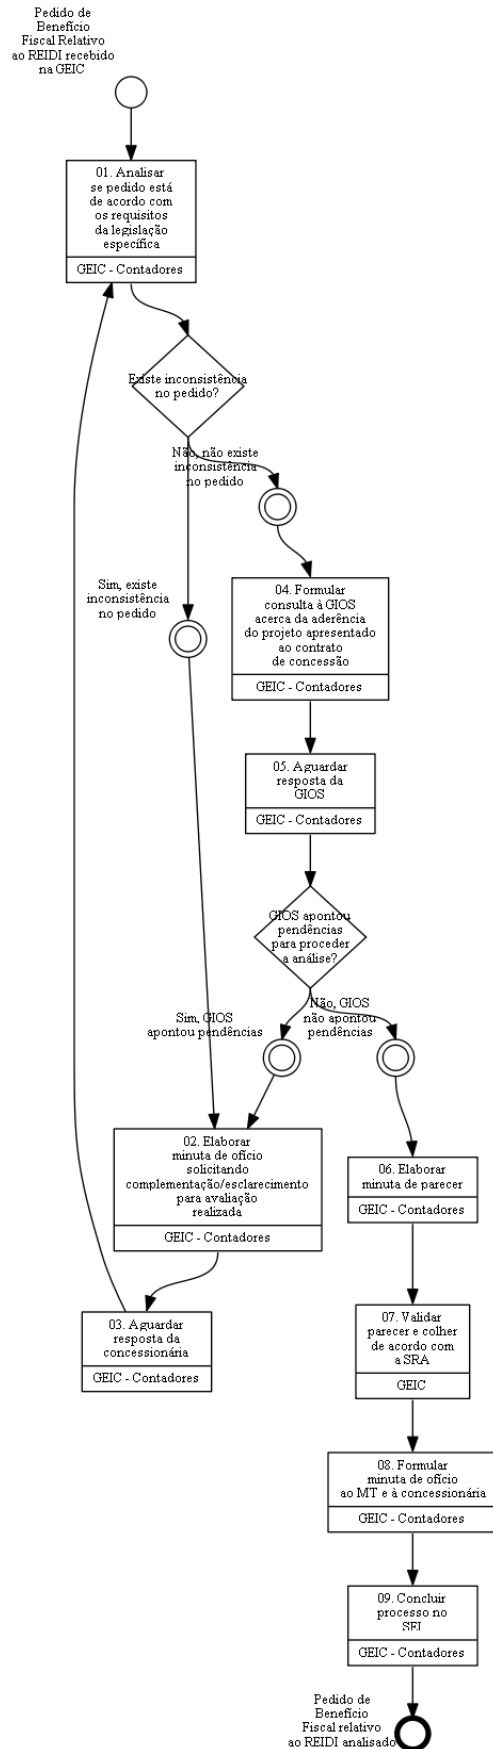 Pedido de
Benefício
Fiscal Relativo
ao REIDI recebido
na GEIC
01. Analisar
se pedido está
de acordo com
os requisitos
da legislação
específica
GEIC - Contadores
Existe inconsistência
no pedido?
Não, não existe
inconsistência
no pedido
Sim, existe
inconsistência
no pedido
04. Formular
consulta à GIOS
acerca da aderência
do projeto apresentado
ao contrato
de concessão
GEIC - Contadores
05. Aguardar
resposta da
GIOS
GEIC - Contadores
GIOS apontou
pendências
para proceder
a análise?
Sim, GIOS
apontou pendências
Não, GIOS
não apontou
pendências
02. Elaborar
minuta de ofício
solicitando
complementação/esclarecimento
para avaliação
realizada
GEIC - Contadores
06. Elaborar
minuta de parecer
GEIC - Contadores
03. Aguardar
resposta da
concessionária
GEIC - Contadores
07. Validar
parecer e colher
de acordo com
a SRA
GEIC
08. Formular
minuta de ofício
ao MT e à concessionária
GEIC - Contadores
09. Concluir
processo no
SEI
GEIC - Contadores
Pedido de
Benefício
Fiscal relativo
ao REIDI analisado